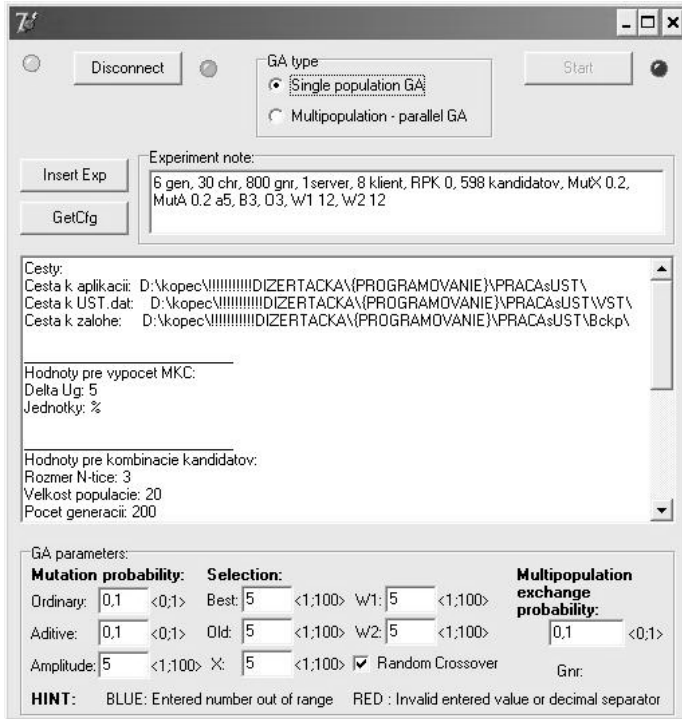 Disconnect
GA type
Single population GA
Multipopulation - parallel GA
Start
Insert Exp
GetCfg
Experiment note:
6 gen, 30 chr, 800 gnr, 1server, 8 klient, RPK 0, 598 kandidatov, MutX 0.2,
MutA 0.2 a5, B3, O3, W1 12, W2 12
Cesty:
Cesta k aplikacii: D:\kopec\!!!!!!!!!!!DIZERTACKA\{PROGRAMOVANIE}\PRACAsUST\
Cesta k UST.dat: D:\kopec\!!!!!!!!!!!DIZERTACKA\{PROGRAMOVANIE}\PRACAsUST\VST\
Cesta k zalohe: D:\kopec\!!!!!!!!!!!DIZERTACKA\{PROGRAMOVANIE}\PRACAsUST\Bckp\
Hodnoty pre vypocet MKC:
Delta Ug: 5
Jednotky: %
Hodnoty pre kombinacie kandidatov:
Rozmer N-tice: 3
Velkost populacie: 20
Pocet generacii: 200
GA parameters:
Mutation probability: Selection: Multipopulation exchange probability:
Ordinary: 0,1 <0;1> Best: 5 <1;100> W1: 5 <1;100>
Aditive: 0,1 <0;1> Old: 5 <1;100> W2: 5 <1;100> 0,1 <0;1>
Amplitude: 5 <1;100> X: 5 <1;100> Random Crossover Gnr:
HINT: BLUE: Entered number out of range RED : Invalid entered value or decimal separator